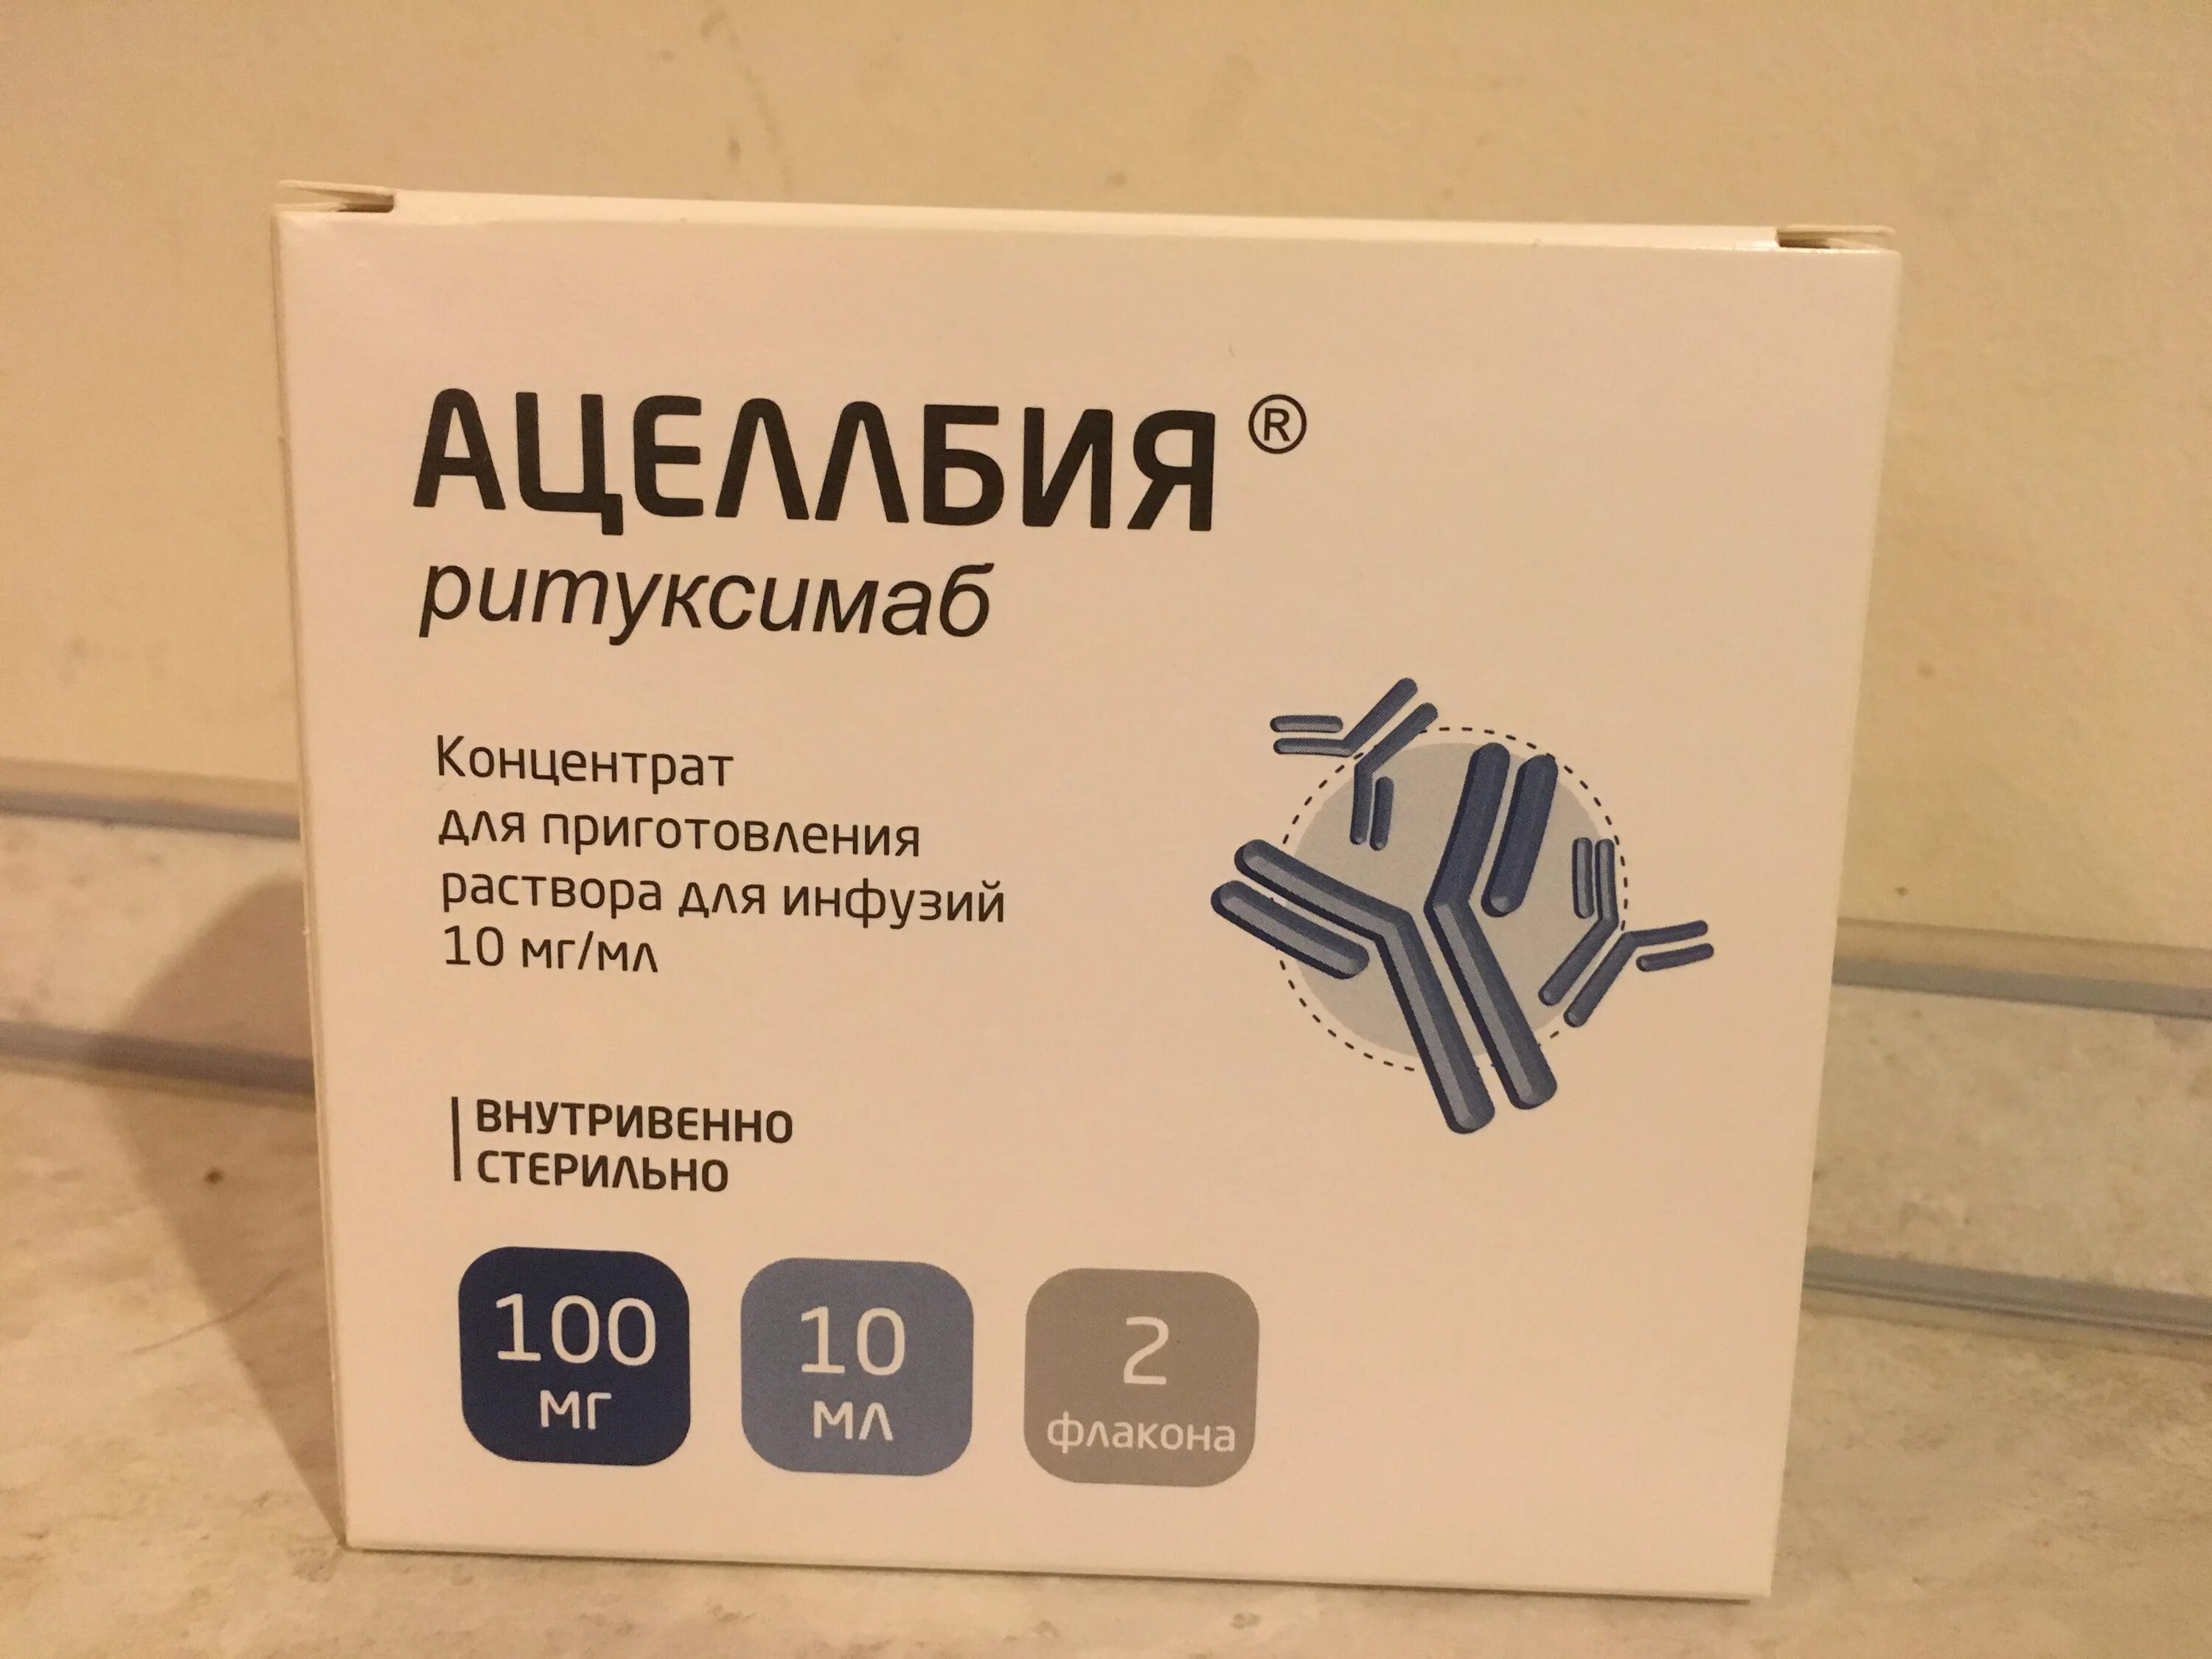 АЦЕЛЛБИЯ®
ритуксимаб
Концентрат
для приготовления
раствора для инфузий
10 мг/мл
ВНУТРИВЕННО
СТЕРИЛЬНО
100
мг
10
мл
2
флакона